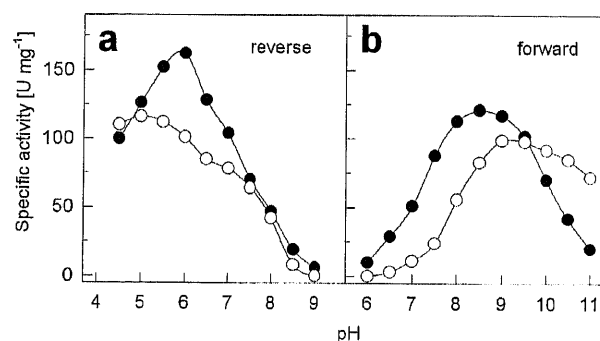 a
reverse
b
forward
Specific activity [U mg⁻¹]
150
100
50
0
4 5 6 7 8 9 6 7 8 9 10 11
pH